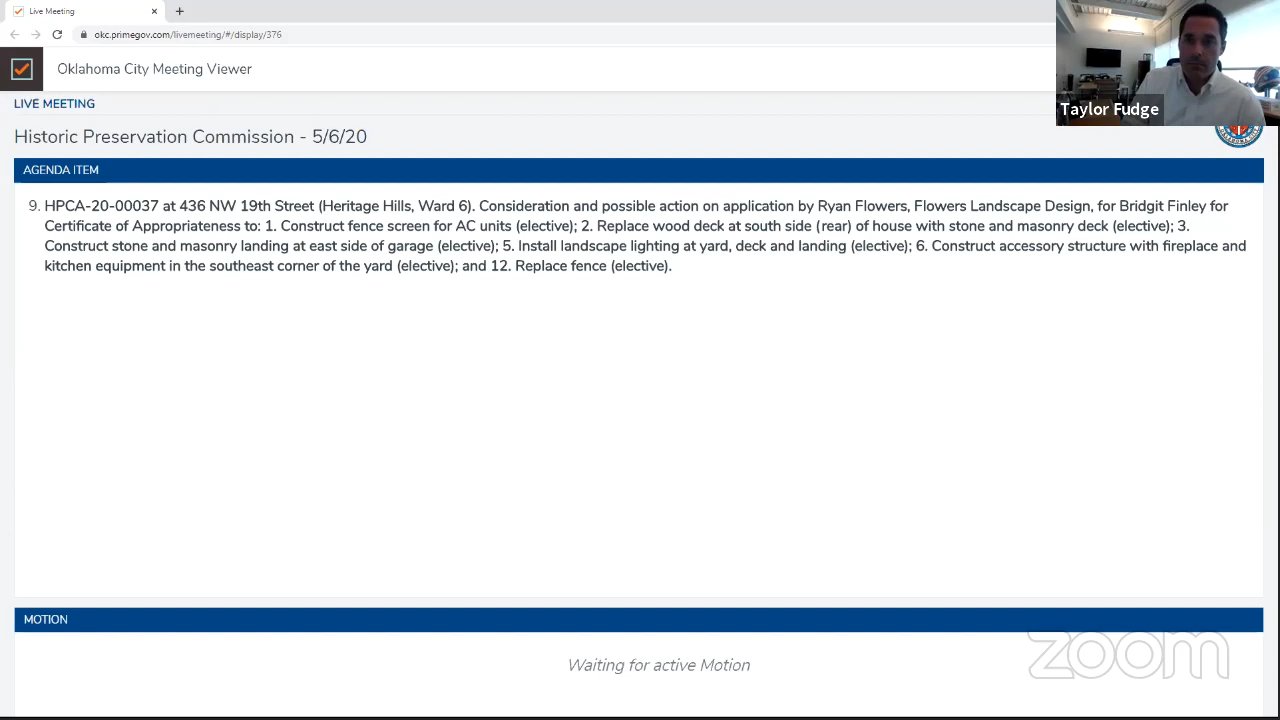 Live Meeting
okc.primegov.com/livemeeting/#/display/376
Oklahoma City Meeting Viewer
Taylor Fudge
LIVE MEETING
Historic Preservation Commission - 5/6/20
AGENDA ITEM
9. HPCA-20-00037 at 436 NW 19th Street (Heritage Hills, Ward 6). Consideration and possible action on application by Ryan Flowers, Flowers Landscape Design, for Bridgit Finley for
Certificate of Appropriateness to: 1. Construct fence screen for AC units (elective); 2. Replace wood deck at south side (rear) of house with stone and masonry deck (elective); 3.
Construct stone and masonry landing at east side of garage (elective); 5. Install landscape lighting at yard, deck and landing (elective); 6. Construct accessory structure with fireplace and
kitchen equipment in the southeast corner of the yard (elective); and 12. Replace fence (elective).
MOTION
Waiting for active Motion
zoom